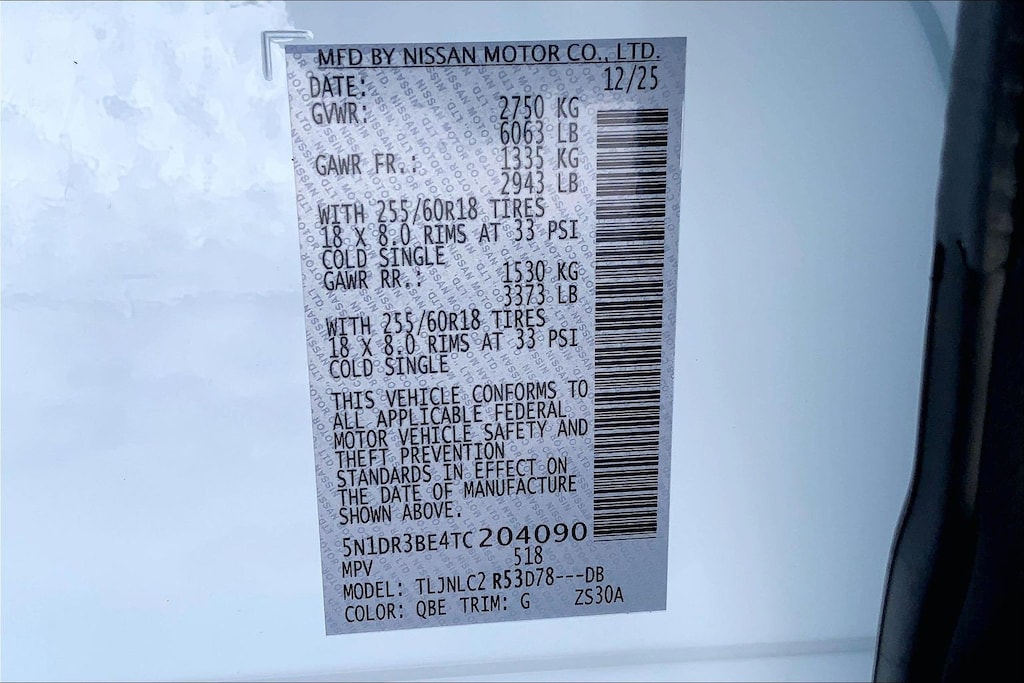 MFD BY NISSAN MOTOR CO., LTD.
DATE: 12/25
GVWR: 2750 KG
6063 LB
GAWR FR.: 1335 KG
2943 LB
WITH 255/60R18 TIRES
18 X 8.0 RIMS AT 33 PSI
COLD SINGLE
GAWR RR.: 1530 KG
3373 LB
WITH 255/60R18 TIRES
18 X 8.0 RIMS AT 33 PSI
COLD SINGLE
THIS VEHICLE CONFORMS TO
ALL APPLICABLE FEDERAL
MOTOR VEHICLE SAFETY AND
THEFT PREVENTION
STANDARDS IN EFFECT ON
THE DATE OF MANUFACTURE
SHOWN ABOVE.
5N1DR3BE4TC204090
MPV 518
MODEL: TLJNLC2 R53D78---DB
COLOR: QBE TRIM: G ZS30A